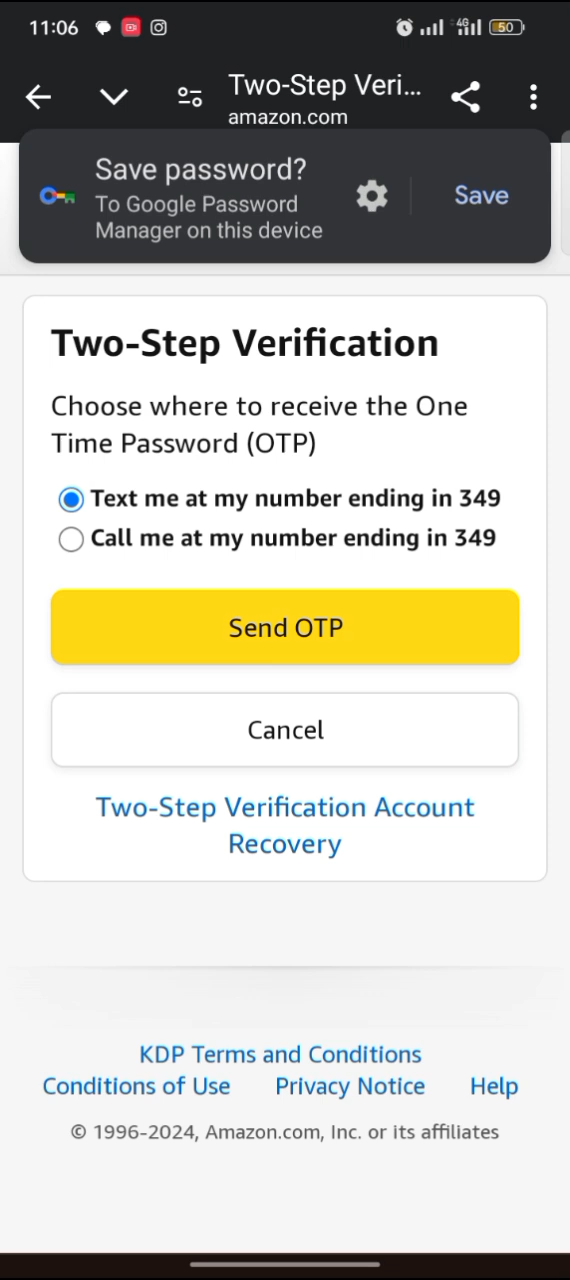 11:06
4G
50
Two-Step Veri...
amazon.com
Save password?
To Google Password
Manager on this device
Save
Two-Step Verification
Choose where to receive the One
Time Password (OTP)
Text me at my number ending in 349
Call me at my number ending in 349
Send OTP
Cancel
Two-Step Verification Account
Recovery
KDP Terms and Conditions
Conditions of Use Privacy Notice Help
© 1996-2024, Amazon.com, Inc. or its affiliates